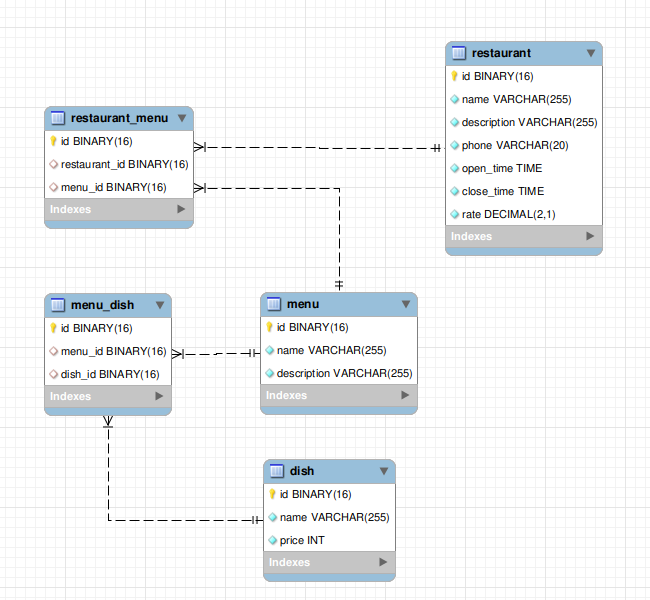 restaurant
id BINARY(16)
name VARCHAR(255)
description VARCHAR(255)
phone VARCHAR(20)
open_time TIME
close_time TIME
rate DECIMAL(2,1)
Indexes
restaurant_menu
id BINARY(16)
restaurant_id BINARY(16)
menu_id BINARY(16)
Indexes
menu_dish
id BINARY(16)
menu_id BINARY(16)
dish_id BINARY(16)
Indexes
menu
id BINARY(16)
name VARCHAR(255)
description VARCHAR(255)
Indexes
dish
id BINARY(16)
name VARCHAR(255)
price INT
Indexes